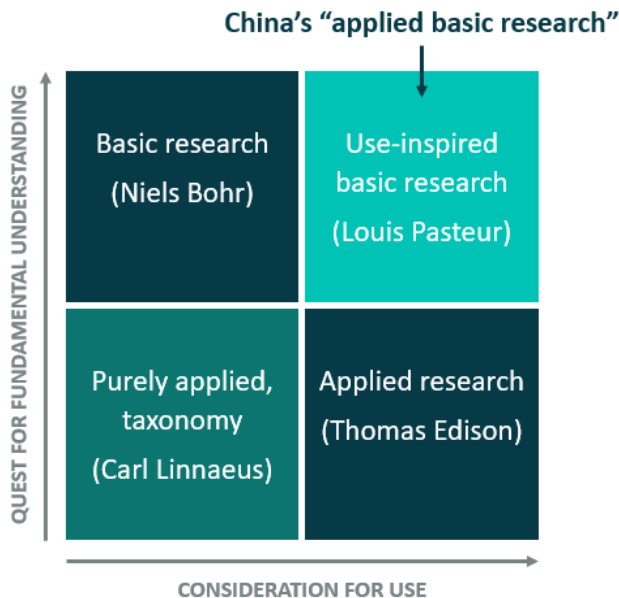 China’s “applied basic research”
QUEST FOR FUNDAMENTAL UNDERSTANDING
Basic research
(Niels Bohr)
Use-inspired
basic research
(Louis Pasteur)
Purely applied,
taxonomy
(Carl Linnaeus)
Applied research
(Thomas Edison)
CONSIDERATION FOR USE